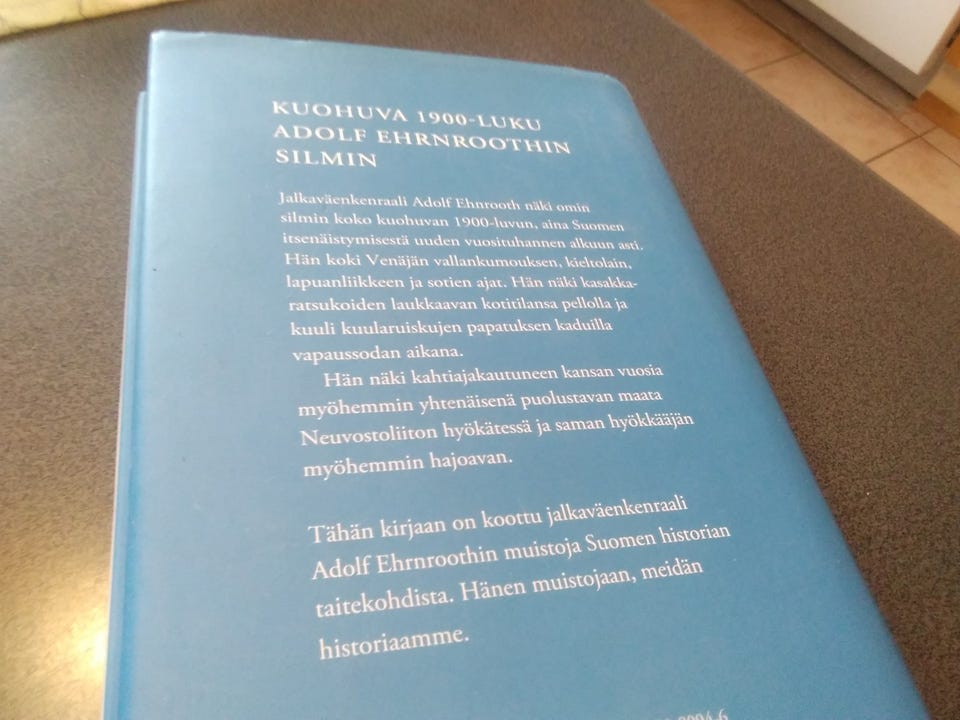 KUOHUVA 1900-LUKU
ADOLF EHRNROOTHIN
SILMIN
Jalkaväenkenraali Adolf Ehnrooth näki omin
silmin koko kuohuvan 1900-luvun, aina Suomen
itsenäistymisestä uuden vuosituhannen alkuun asti.
Hän koki Venäjän vallankumouksen, kieltolain,
lapuanliikkeen ja sotien ajat. Hän näki kasakka-
ratsukoiden laukkaavan kotitilansa pellolla ja
kuuli kuularuiskujen papatuksen kaduilla
vapaussodan aikana.
Hän näki kahtiajakautuneen kansan vuosia
myöhemmin yhtenäisenä puolustavan maata
Neuvostoliiton hyökätessä ja saman hyökkääjän
myöhemmin hajoavan.
Tähän kirjaan on koottu jalkaväenkenraali
Adolf Ehrnroothin muistoja Suomen historian
taitekohdista. Hänen muistojaan, meidän
historiaamme.